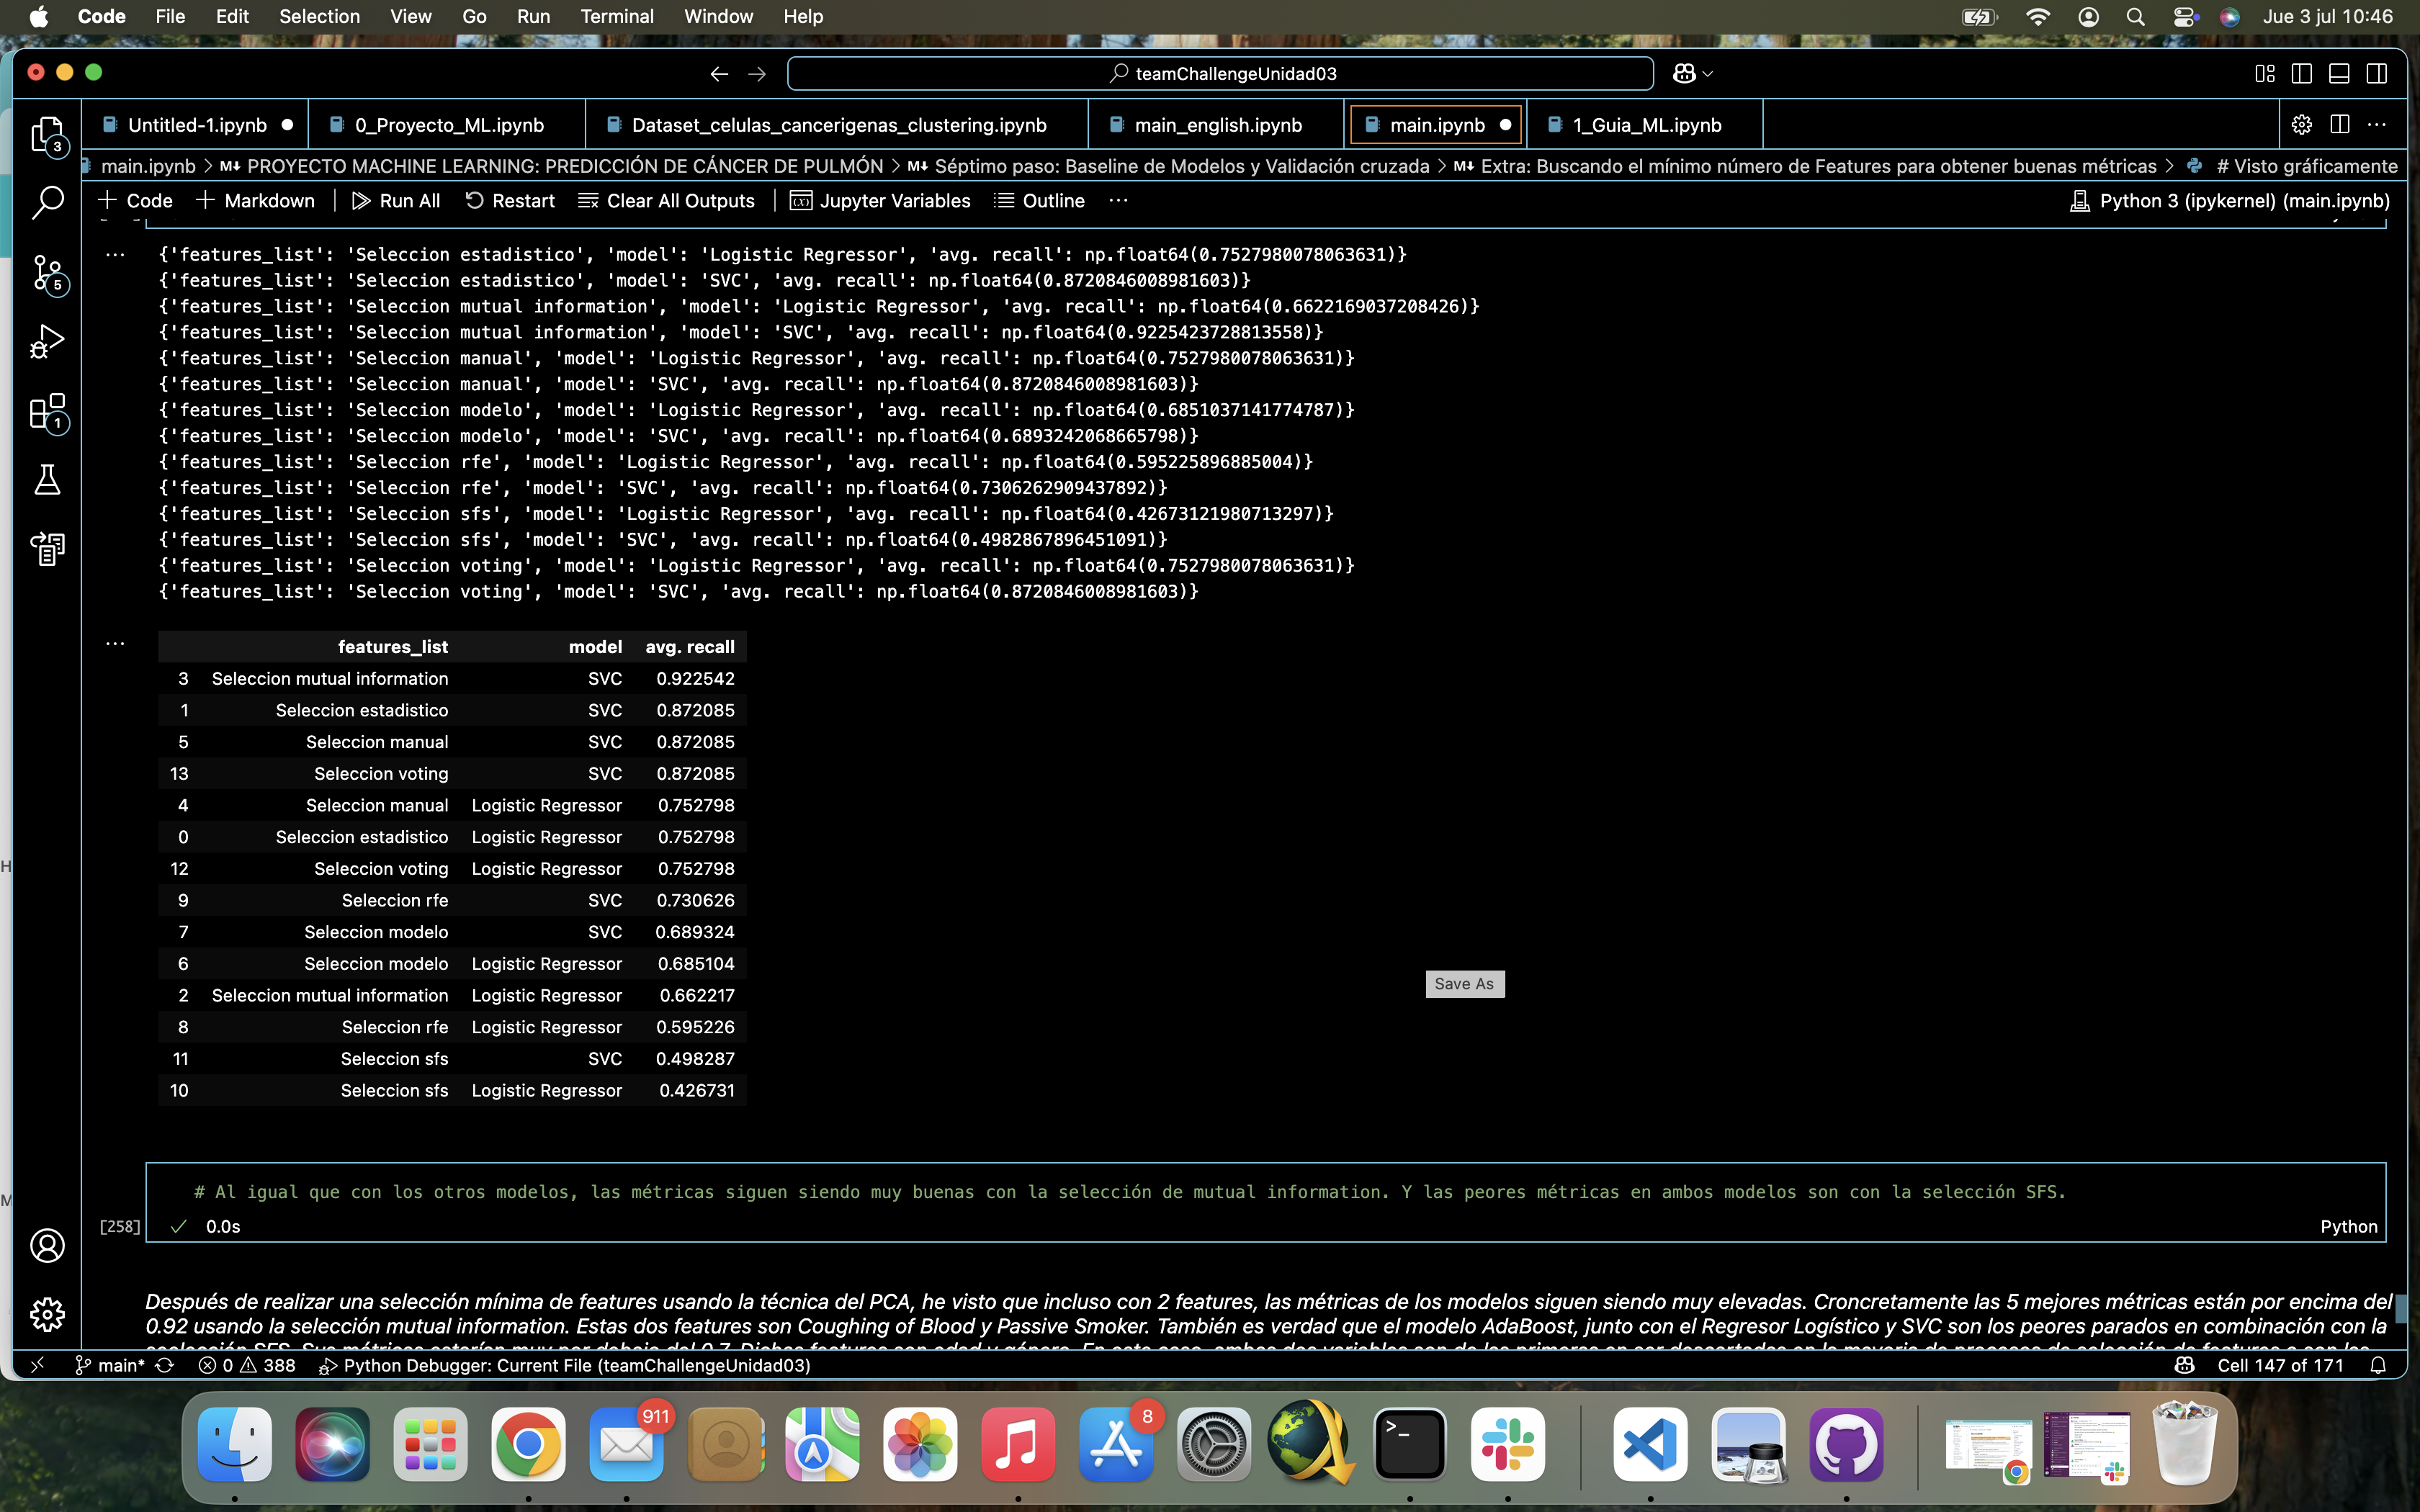 Code File Edit Selection View Go Run Terminal Window Help Jue 3 jul 10:46
teamChallengeUnidad03
Untitled-1.ipynb 0_Proyecto_ML.ipynb Dataset_celulas_cancerigenas_clustering.ipynb main_english.ipynb main.ipynb 1_Guia_ML.ipynb
main.ipynb > M↓ PROYECTO MACHINE LEARNING: PREDICCIÓN DE CÁNCER DE PULMÓN > M↓ Séptimo paso: Baseline de Modelos y Validación cruzada > M↓ Extra: Buscando el mínimo número de Features para obtener buenas métricas > # Visto gráficamente
+ Code + Markdown Run All Restart Clear All Outputs Jupyter Variables Outline ··· Python 3 (ipykernel) (main.ipynb)
3
5
1
{'features_list': 'Seleccion estadistico', 'model': 'Logistic Regressor', 'avg. recall': np.float64(0.7527980078063631)}
{'features_list': 'Seleccion estadistico', 'model': 'SVC', 'avg. recall': np.float64(0.8720846008981603)}
{'features_list': 'Seleccion mutual information', 'model': 'Logistic Regressor', 'avg. recall': np.float64(0.6622169037208426)}
{'features_list': 'Seleccion mutual information', 'model': 'SVC', 'avg. recall': np.float64(0.9225423728813558)}
{'features_list': 'Seleccion manual', 'model': 'Logistic Regressor', 'avg. recall': np.float64(0.7527980078063631)}
{'features_list': 'Seleccion manual', 'model': 'SVC', 'avg. recall': np.float64(0.8720846008981603)}
{'features_list': 'Seleccion modelo', 'model': 'Logistic Regressor', 'avg. recall': np.float64(0.6851037141774787)}
{'features_list': 'Seleccion modelo', 'model': 'SVC', 'avg. recall': np.float64(0.6893242068665798)}
{'features_list': 'Seleccion rfe', 'model': 'Logistic Regressor', 'avg. recall': np.float64(0.595225896885004)}
{'features_list': 'Seleccion rfe', 'model': 'SVC', 'avg. recall': np.float64(0.7306262909437892)}
{'features_list': 'Seleccion sfs', 'model': 'Logistic Regressor', 'avg. recall': np.float64(0.42673121980713297)}
{'features_list': 'Seleccion sfs', 'model': 'SVC', 'avg. recall': np.float64(0.4982867896451091)}
{'features_list': 'Seleccion voting', 'model': 'Logistic Regressor', 'avg. recall': np.float64(0.7527980078063631)}
{'features_list': 'Seleccion voting', 'model': 'SVC', 'avg. recall': np.float64(0.8720846008981603)}
features_list model avg. recall
3 Seleccion mutual information SVC 0.922542
1 Seleccion estadistico SVC 0.872085
5 Seleccion manual SVC 0.872085
13 Seleccion voting SVC 0.872085
4 Seleccion manual Logistic Regressor 0.752798
0 Seleccion estadistico Logistic Regressor 0.752798
12 Seleccion voting Logistic Regressor 0.752798
9 Seleccion rfe SVC 0.730626
7 Seleccion modelo SVC 0.689324
6 Seleccion modelo Logistic Regressor 0.685104
2 Seleccion mutual information Logistic Regressor 0.662217
8 Seleccion rfe Logistic Regressor 0.595226
11 Seleccion sfs SVC 0.498287
10 Seleccion sfs Logistic Regressor 0.426731
Save As
# Al igual que con los otros modelos, las métricas siguen siendo muy buenas con la selección de mutual information. Y las peores métricas en ambos modelos son con la selección SFS.
[258] 0.0s Python
Después de realizar una selección mínima de features usando la técnica del PCA, he visto que incluso con 2 features, las métricas de los modelos siguen siendo muy elevadas. Croncretamente las 5 mejores métricas están por encima del
0.92 usando la selección mutual information. Estas dos features son Coughing of Blood y Passive Smoker. También es verdad que el modelo AdaBoost, junto con el Regresor Logístico y SVC son los peores parados en combinación con la
main* 0 388 Python Debugger: Current File (teamChallengeUnidad03) Cell 147 of 171
911
8